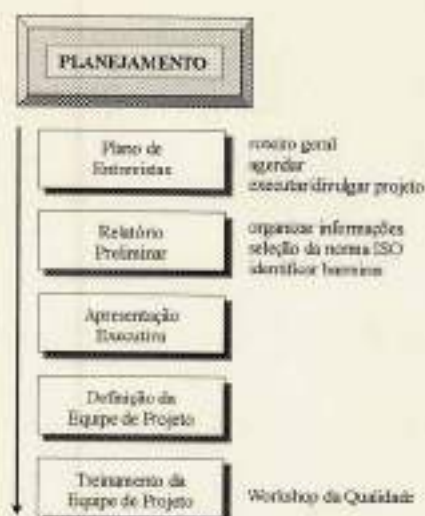 PLANEJAMENTO
Plano de
Entrevistas
roteiro geral
agendar
executar/divulgar projeto
Relatório
Preliminar
organizar informações
seleção da norma ISO
identificar barreiras
Apresentação
Executiva
Definição da
Equipe de Projeto
Treinamento da
Equipe de Projeto
Workshop da Qualidade